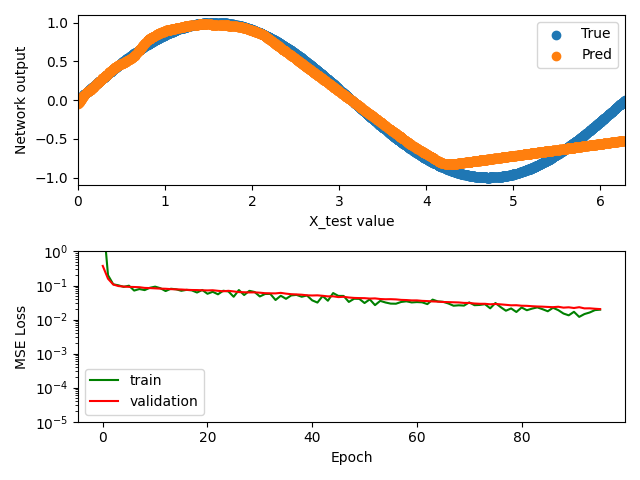 1.0
0.5
0.0
−0.5
−1.0
Network output
True
Pred
0 1 2 3 4 5 6
X_test value
10⁰
10⁻¹
10⁻²
10⁻³
10⁻⁴
10⁻⁵
MSE Loss
train
validation
0 20 40 60 80
Epoch